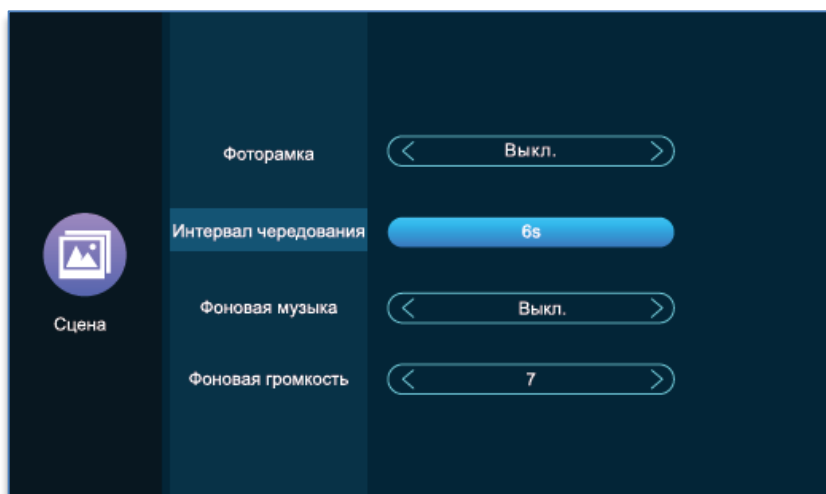 Фоторамка
Выкл.
Интервал чередования
6s
Сцена
Фоновая музыка
Выкл.
Фоновая громкость
7